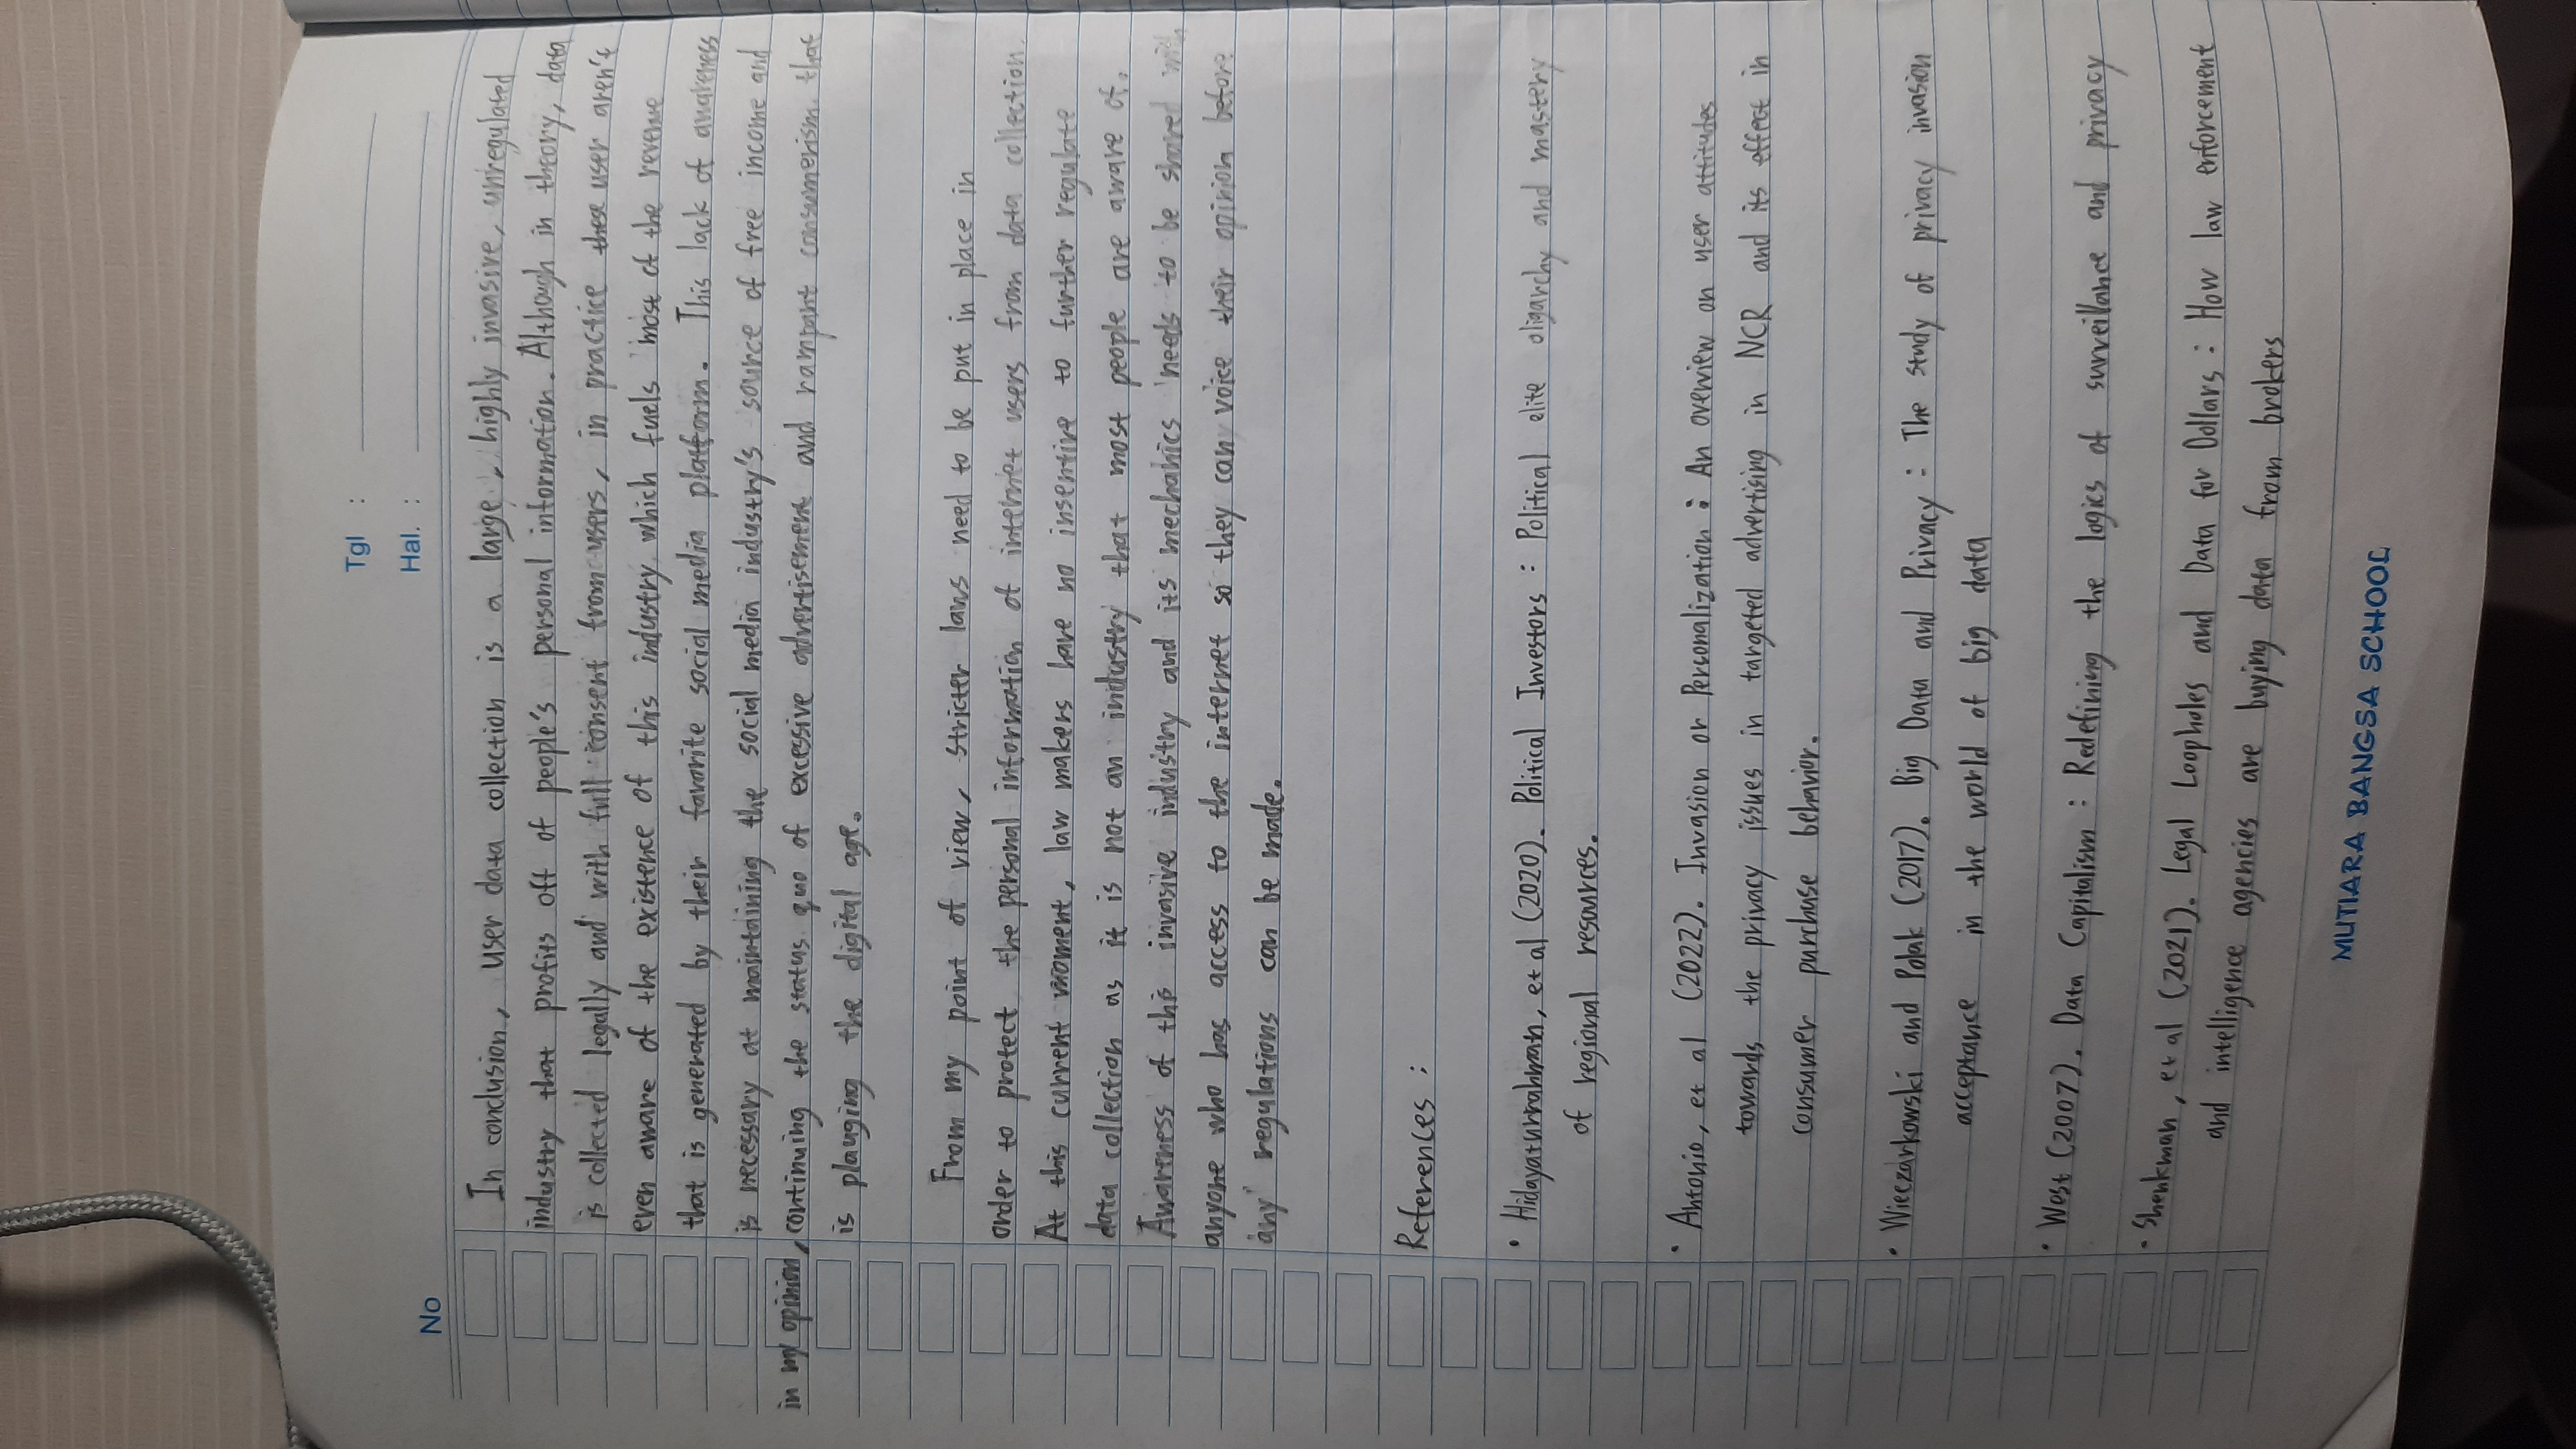 Tgl :
Hal. :
No
In conclusion, user data collection is a large, highly invasive, unregulated
industry that profits off of people's personal information. Although in theory, data
is collected legally and with full consent from users, in practice these user aren't
even aware of the existence of this industry which fuels most of the revenue
that is generated by their favorite social media platform. This lack of awareness
is necessary at maintaining the social media industry's source of free income and
in my opinion, continuing the status quo of excessive advertisement and rampant consumerism that
is plauging the digital age.
From my point of view, stricter laws need to be put in place in
order to protect the personal information of internet users from data collection.
At this current moment, law makers have no insentive to further regulate
data collection as it is not an industry that most people are aware of.
Awareness of this invasive industry and its mechanics needs to be shared with
anyone who has access to the internet so they can voice their opinion before
any regulations can be made.
References :
• Hidayaturrahman, et al (2020). Political Investors : Political elite oligarchy and mastery
of regional resources.
• Antonio, et al (2022). Invasion or Personalization : An overview on user attitudes
towards the privacy issues in targeted advertising in NCR and its effect in
consumer purchase behavior.
• Wieczarkowski and Polak (2017). Big Data and Privacy : The study of privacy invasion
acceptance in the world of big data
• West (2007). Data Capitalism : Redefining the logics of surveillance and privacy
• Shenkman, et al (2021). Legal Loopholes and Data for Dollars : How law enforcement
and intelligence agencies are buying data from brokers
MUTIARA BANGSA SCHOOL